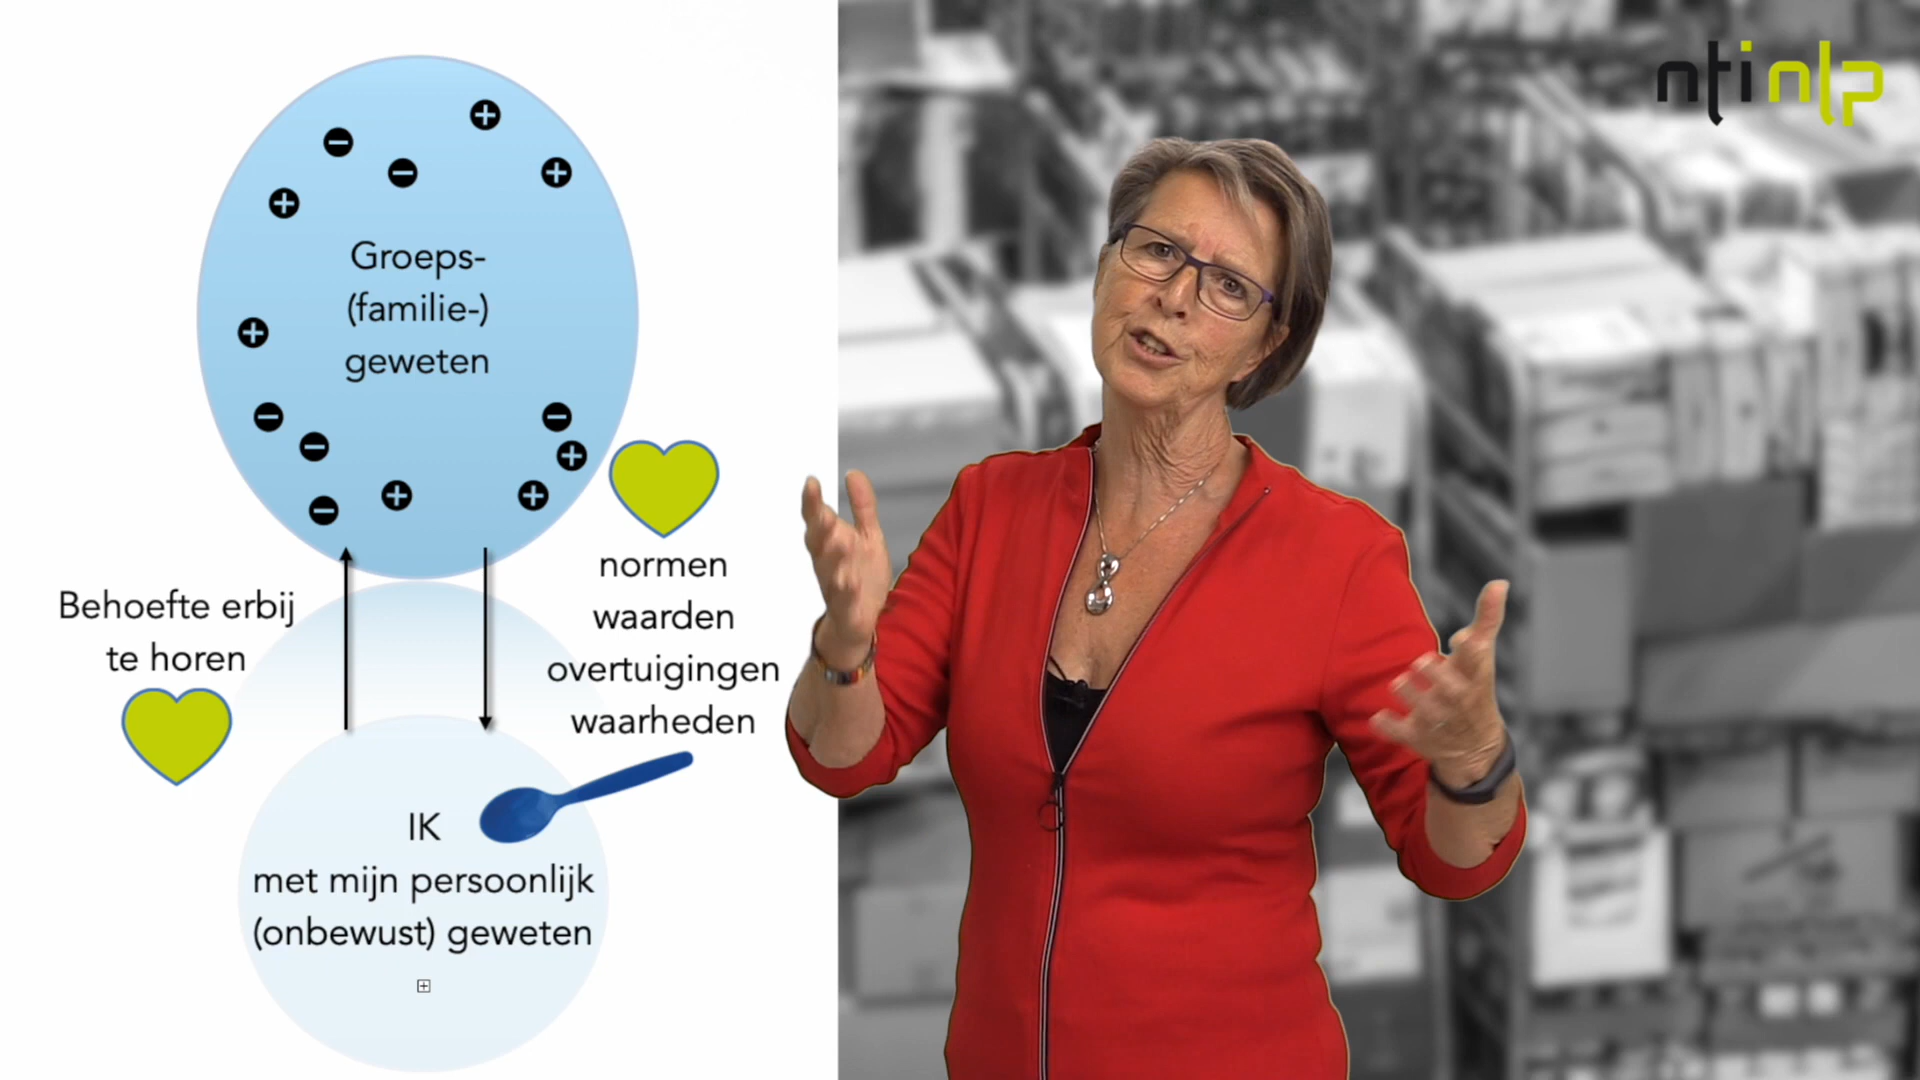 nti nlp
Groeps-
(familie-)
geweten
normen
waarden
overtuigingen
waarheden
Behoefte erbij
te horen
IK
met mijn persoonlijk
(onbewust) geweten